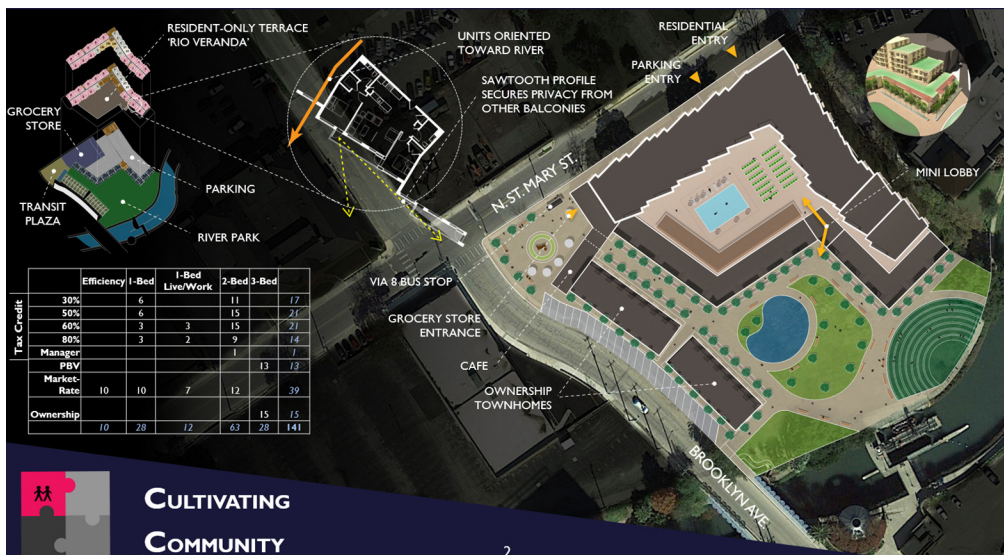 RESIDENT-ONLY TERRACE
'RIO VERANDA'
GROCERY
STORE
TRANSIT
PLAZA
PARKING
RIVER PARK
UNITS ORIENTED
TOWARD RIVER
SAWTOOTH PROFILE
SECURES PRIVACY FROM
OTHER BALCONIES
RESIDENTIAL
ENTRY
PARKING
ENTRY
N. ST. MARY ST.
MINI LOBBY
VIA 8 BUS STOP
GROCERY STORE
ENTRANCE
CAFE
OWNERSHIP
TOWNHOMES
BROOKLYN AVE
Efficiency 1-Bed 1-Bed Live/Work 2-Bed 3-Bed
Tax Credit
30% 6 11 17
50% 6 15 21
60% 3 3 15 21
80% 3 2 9 14
Manager 1 1
PBV 13 13
Market-Rate 10 10 7 12 39
Ownership 15 15
10 28 12 63 28 141
CULTIVATING
COMMUNITY
2